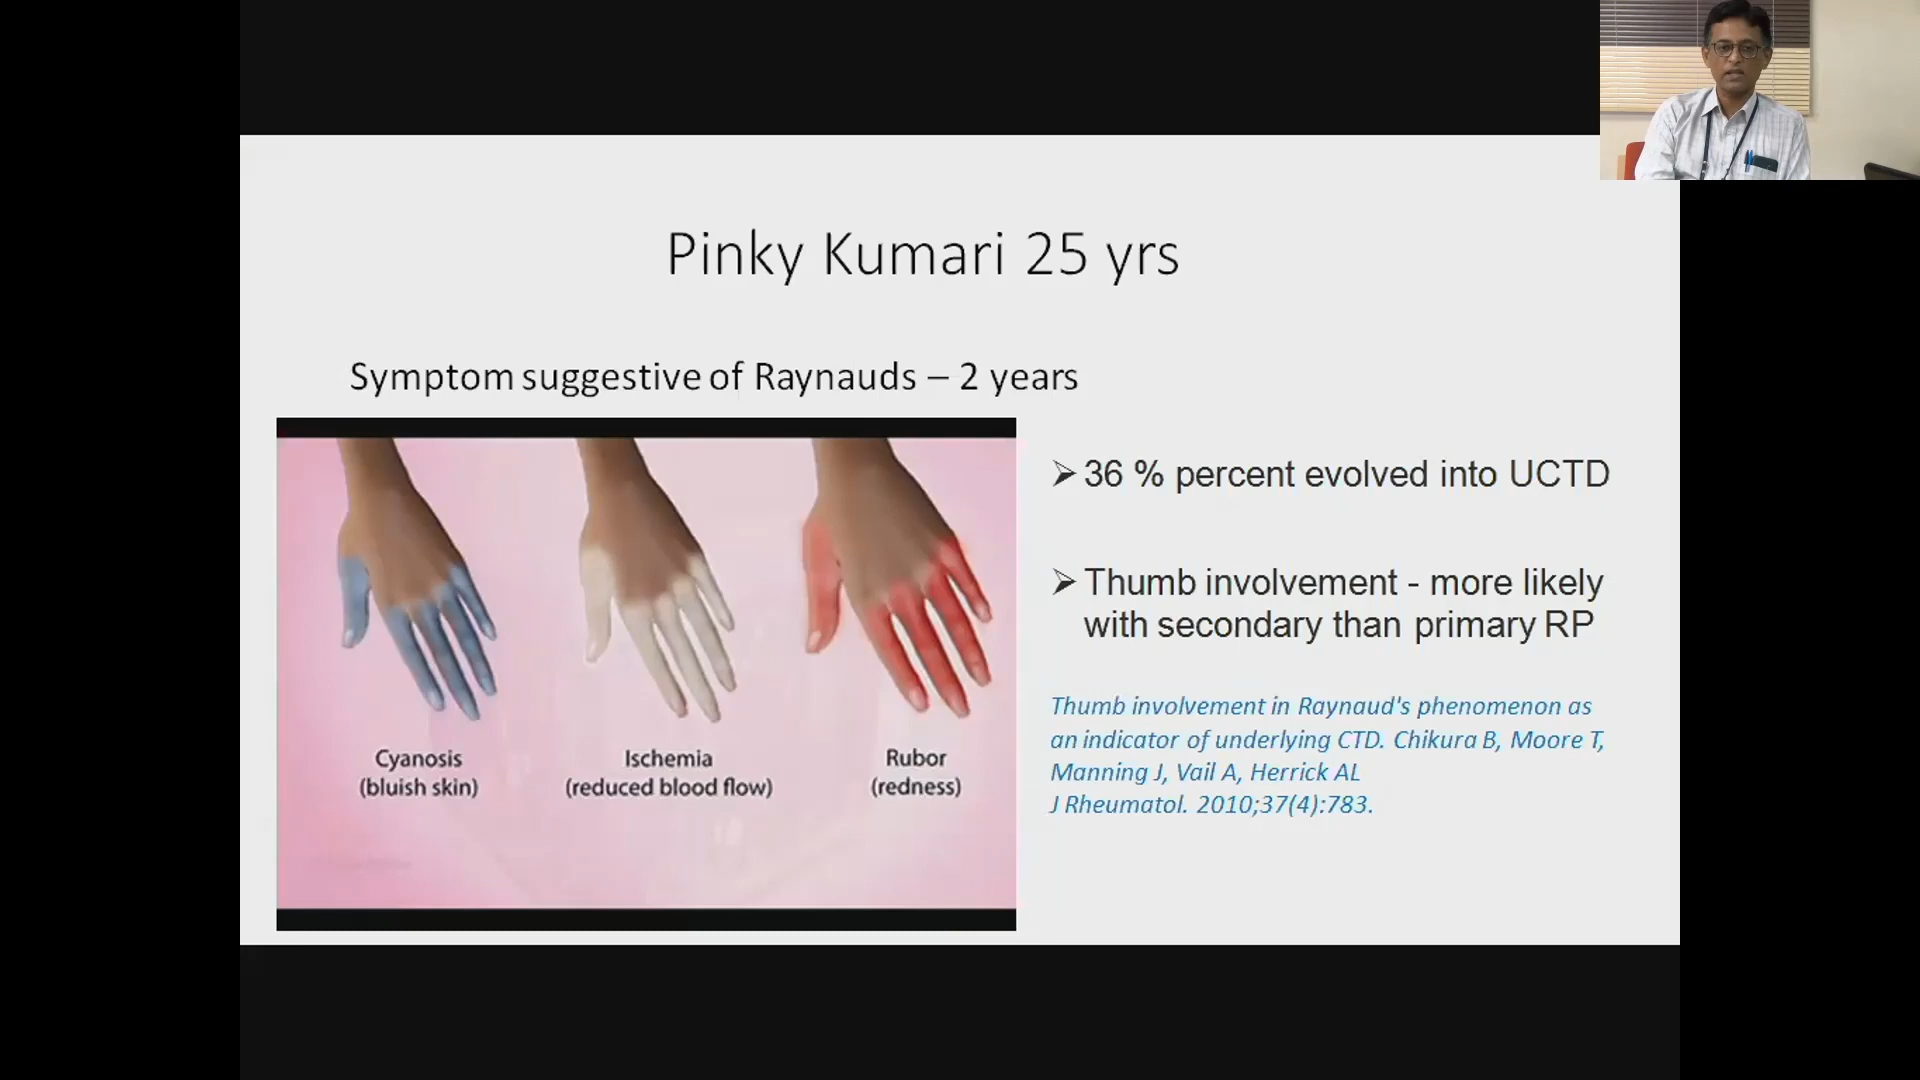 Pinky Kumari 25 yrs
Symptom suggestive of Raynauds – 2 years
Cyanosis
(bluish skin)
Ischemia
(reduced blood flow)
Rubor
(redness)
➢ 36 % percent evolved into UCTD
➢ Thumb involvement - more likely
with secondary than primary RP
Thumb involvement in Raynaud's phenomenon as
an indicator of underlying CTD. Chikura B, Moore T,
Manning J, Vail A, Herrick AL
J Rheumatol. 2010;37(4):783.